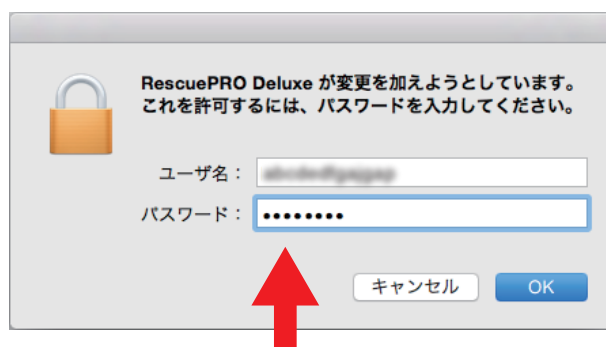 RescuePRO Deluxe が変更を加えようとしています。
これを許可するには、パスワードを入力してください。
ユーザ名：
パスワード： ••••••••
キャンセル OK